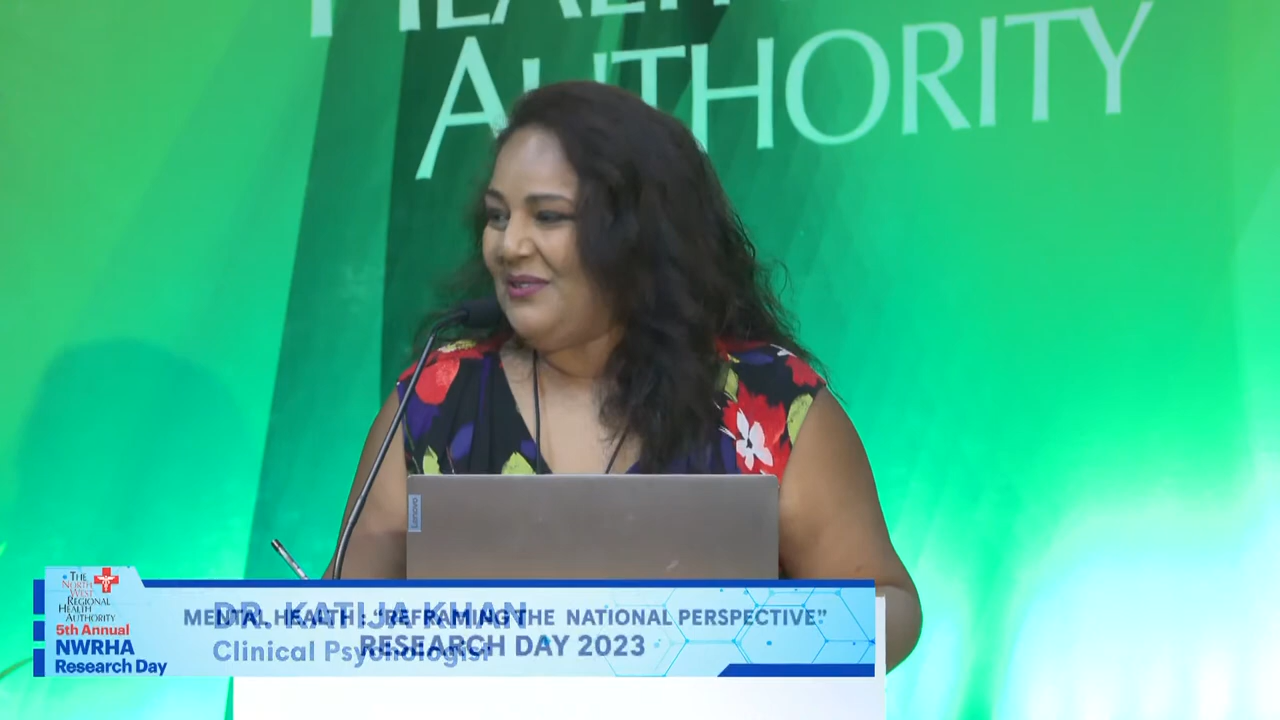 HEALTH
AUTHORITY
Lenovo
THE
NORTH
WEST
REGIONAL
HEALTH
AUTHORITY
5th Annual
NWRHA
Research Day
DR. KATIJA KHAN
Clinical Psychologist
MENTAL HEALTH : “REFRAMING THE NATIONAL PERSPECTIVE”
RESEARCH DAY 2023